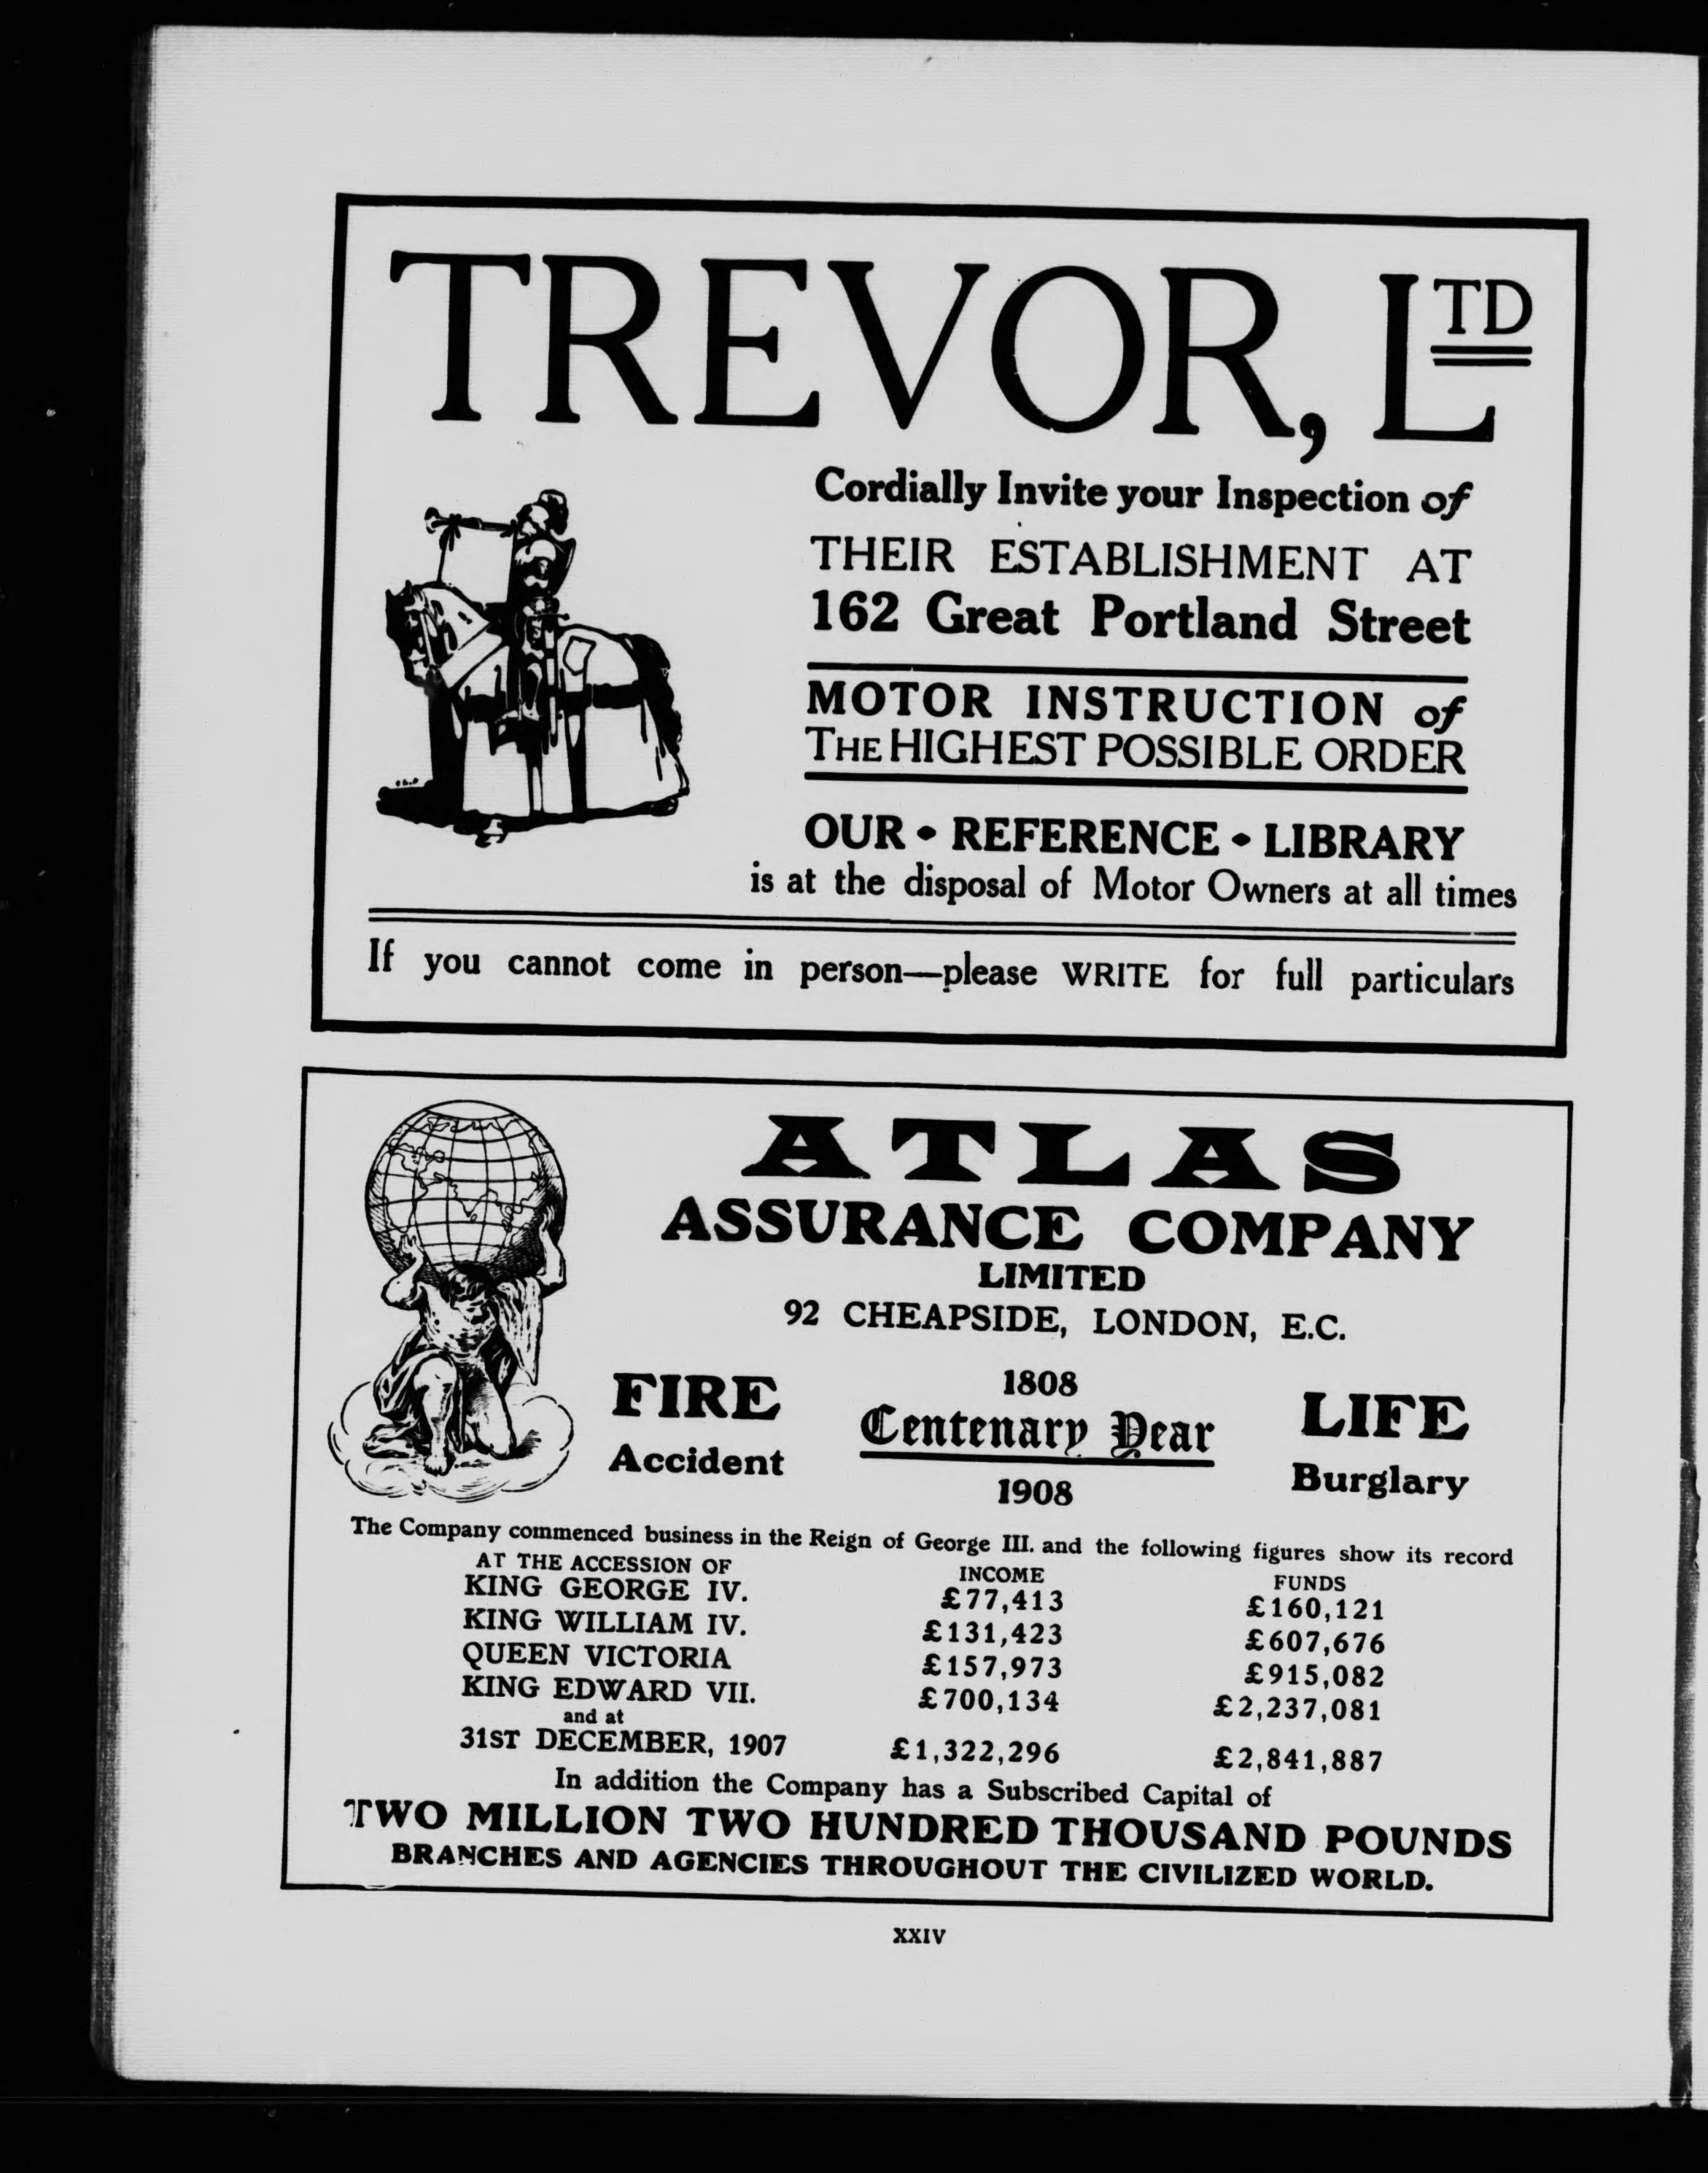 TREVOR, LTD
Cordially Invite your Inspection of
THEIR ESTABLISHMENT AT
162 Great Portland Street
MOTOR INSTRUCTION of
THE HIGHEST POSSIBLE ORDER
OUR • REFERENCE • LIBRARY
is at the disposal of Motor Owners at all times
If you cannot come in person—please WRITE for full particulars
ATLAS
ASSURANCE COMPANY
LIMITED
92 CHEAPSIDE, LONDON, E.C.
FIRE
Accident
1808
Centenary Year
1908
LIFE
Burglary
The Company commenced business in the Reign of George III. and the following figures show its record
AT THE ACCESSION OF INCOME FUNDS
KING GEORGE IV. £77,413 £160,121
KING WILLIAM IV. £131,423 £607,676
QUEEN VICTORIA £157,973 £915,082
KING EDWARD VII. £700,134 £2,237,081
and at
31ST DECEMBER, 1907 £1,322,296 £2,841,887
In addition the Company has a Subscribed Capital of
TWO MILLION TWO HUNDRED THOUSAND POUNDS
BRANCHES AND AGENCIES THROUGHOUT THE CIVILIZED WORLD.
XXIV